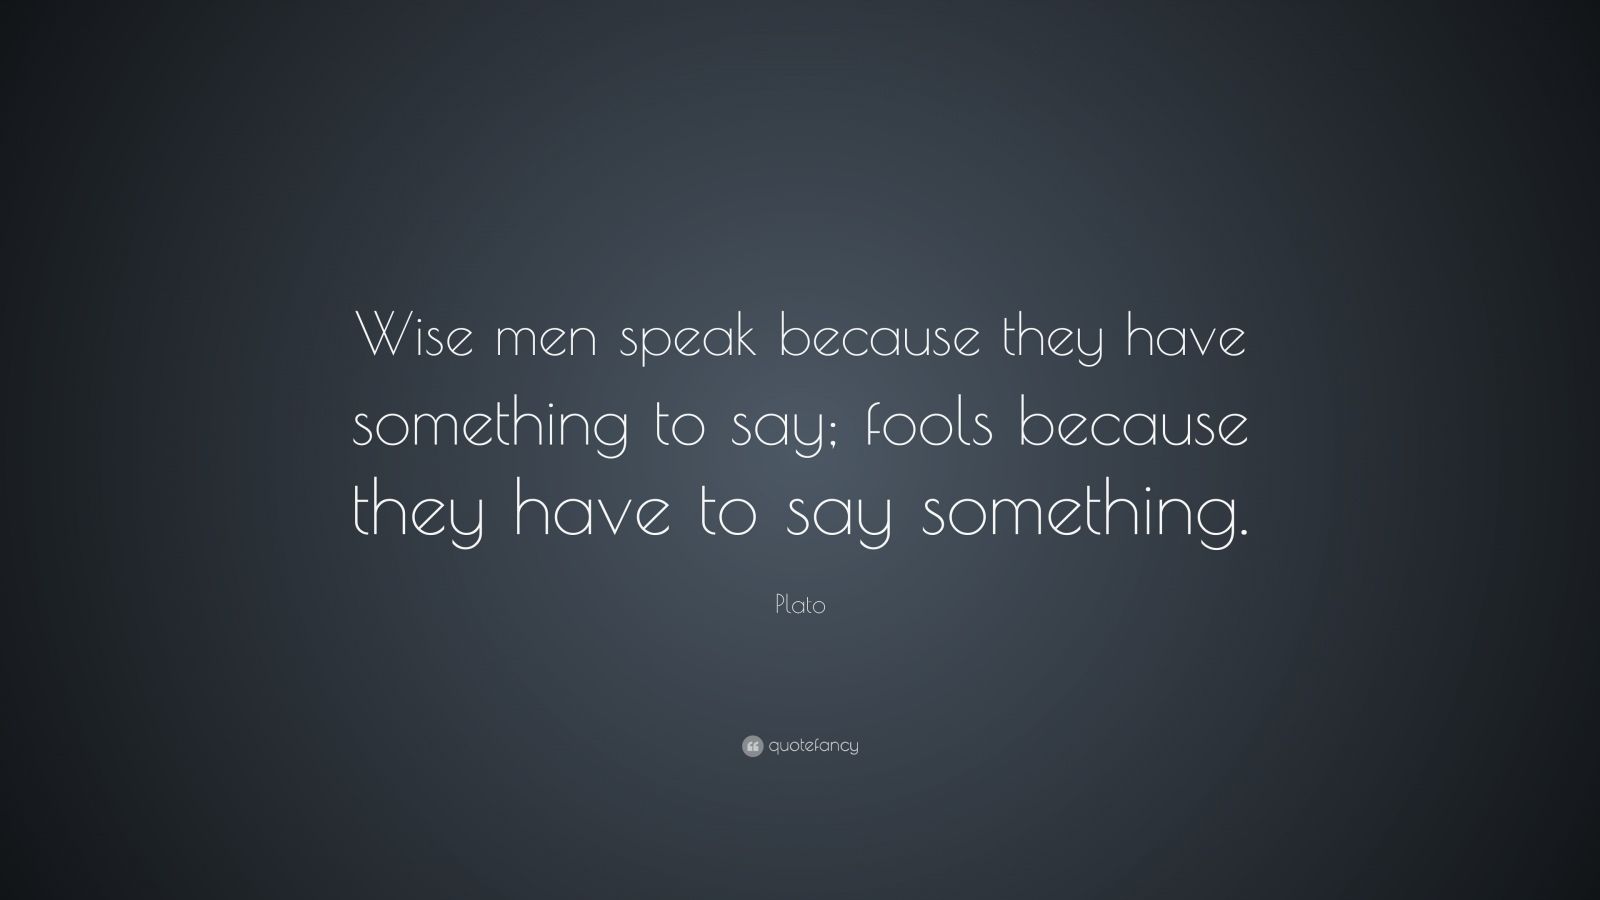 Wise men speak because they have
something to say; fools because
they have to say something.
Plato
quotefancy